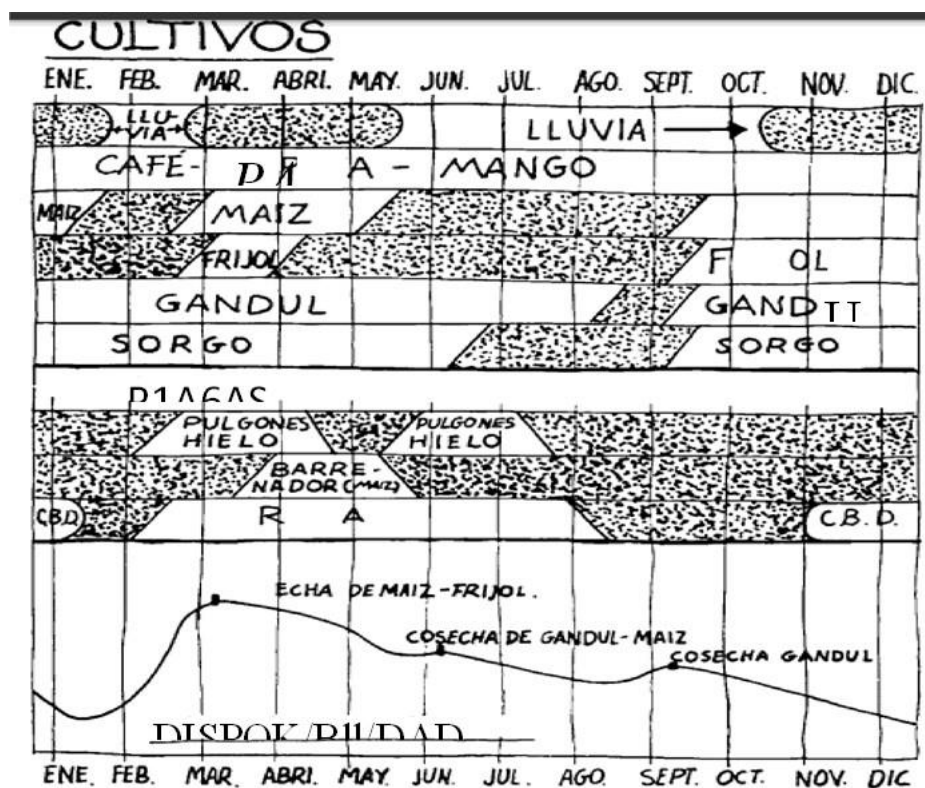 CULTIVOS
ENE. FEB. MAR. ABRI. MAY. JUN. JUL. AGO. SEPT. OCT. NOV. DIC.
LLU-
VIA
LLUVIA
CAFÉ- A - MANGO
MAIZ MAIZ
FRIJOL F OL
GANDUL
SORGO SORGO
PULGONES PULGONES
HIELO HIELO
BARRE-
NADOR (MAIZ)
C.B.D. R A C.B.D.
ECHA DE MAIZ-FRIJOL.
COSECHA DE GANDUL-MAIZ
COSECHA GANDUL
ENE. FEB. MAR. ABRI. MAY. JUN. JUL. AGO. SEPT. OCT. NOV. DIC